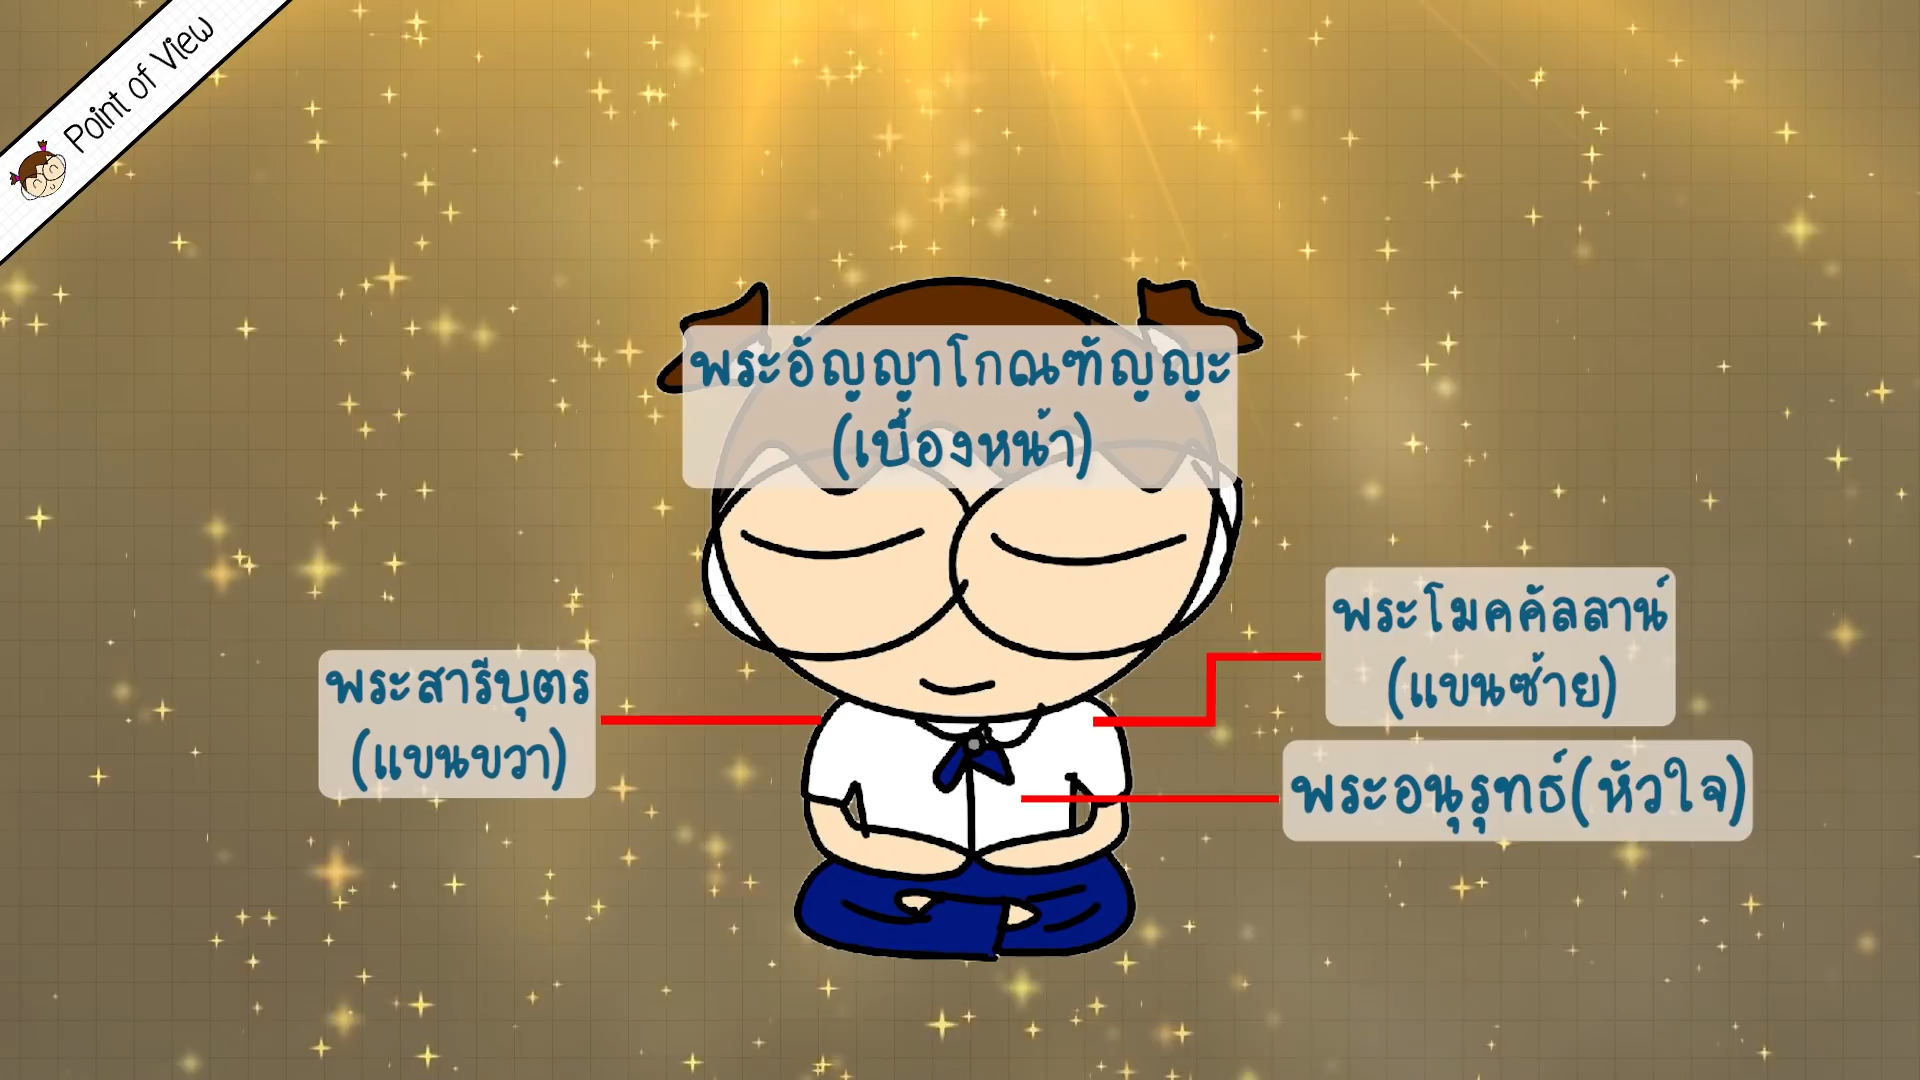 Point of View
พระอัญญาโกณฑัญญะ
(เบื้องหน้า)
พระสารีบุตร
(แขนขวา)
พระโมคคัลลาน์
(แขนซ้าย)
พระอนุรุทธ์(หัวใจ)